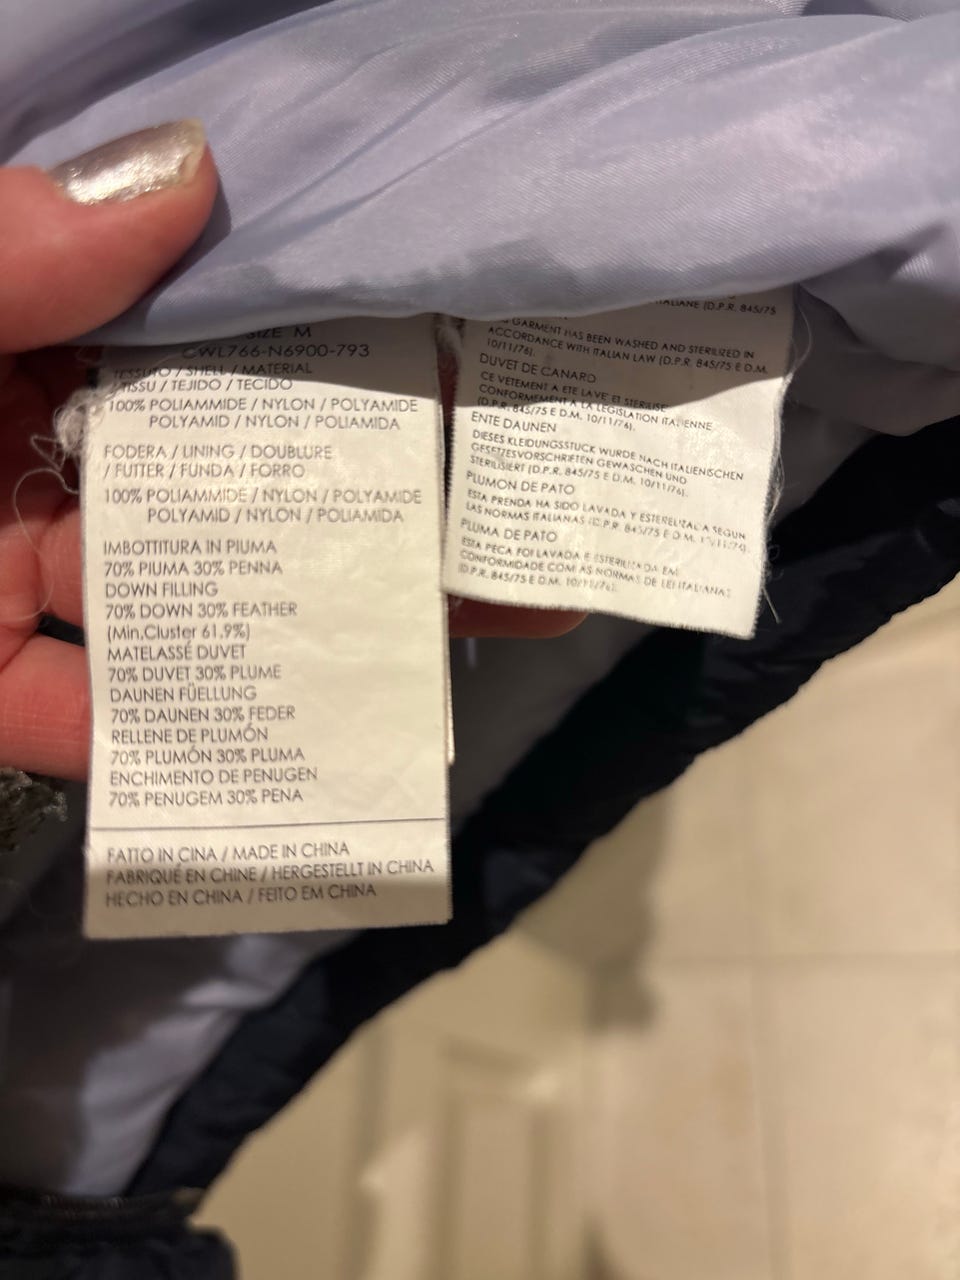 SIZE M
CWL766-N6900-793
TESSUTO / SHELL / MATERIAL
/ TISSU / TEJIDO / TECIDO
100% POLIAMMIDE / NYLON / POLYAMIDE
POLYAMID / NYLON / POLIAMIDA
FODERA / LINING / DOUBLURE
/ FUTTER / FUNDA / FORRO
100% POLIAMMIDE / NYLON / POLYAMIDE
POLYAMID / NYLON / POLIAMIDA
IMBOTTITURA IN PIUMA
70% PIUMA 30% PENNA
DOWN FILLING
70% DOWN 30% FEATHER
(Min,Cluster 61.9%)
MATELASSÉ DUVET
70% DUVET 30% PLUME
DAUNEN FÜELLUNG
70% DAUNEN 30% FEDER
RELLENE DE PLUMÓN
70% PLUMÓN 30% PLUMA
ENCHIMENTO DE PENUGEN
70% PENUGEM 30% PENA
FATTO IN CINA / MADE IN CHINA
FABRIQUÉ EN CHINE / HERGESTELLT IN CHINA
HECHO EN CHINA / FEITO EM CHINA
ITALIANE (D.P.R. 845/75
GARMENT HAS BEEN WASHED AND STERILIZED IN
ACCORDANCE WITH ITALIAN LAW (D.P.R. 845/75 E D.M.
10/11/76).
DUVET DE CANARD
CE VETEMENT A ETE LAVE ET STERILISE
CONFORMEMENT A LA LEGISLATION ITALIENNE
(D.P.R. 845/75 E D.M. 10/11/76).
ENTE DAUNEN
DIESES KLEIDUNGSSTUCK WURDE NACH ITALIENISCHEN
GESETZESVORSCHRIFTEN GEWASCHEN UND
STERILISIERT (D.P.R. 845/75 E D.M. 10/11/76).
PLUMON DE PATO
ESTA PRENDA HA SIDO LAVADA Y ESTERELIZAL A SEGUN
LAS NORMAS ITALIANAS (D.P.R 845/75 E D.M.
PLUMA DE PATO
ESTA PECA FOI LAVADA E ESTERILIZADA EM
CONFORMIDADE COM AS NORMAS DE LEI ITALIANAS
(D.P.R. 845/75 E D.M. 10/11/76).